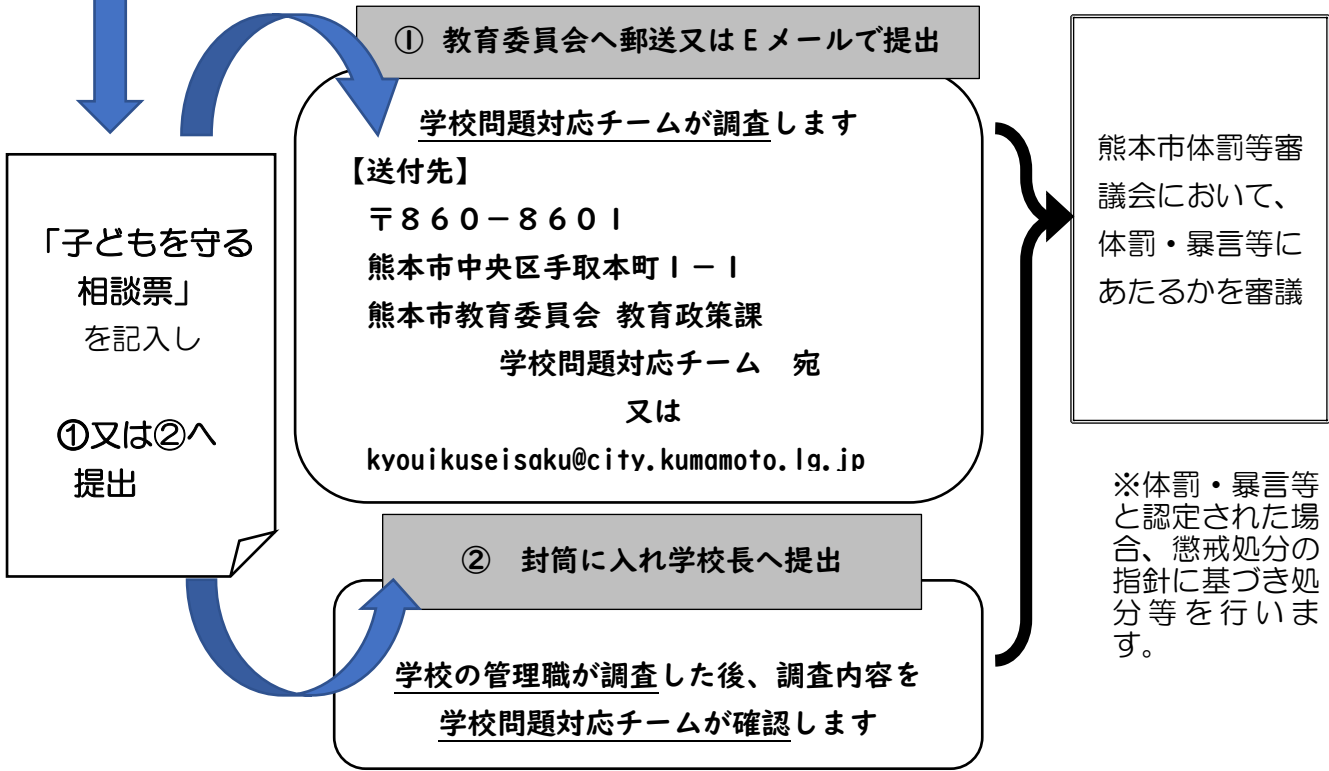 「子どもを守る
相談票」
を記入し
①又は②へ
提出
① 教育委員会へ郵送又はEメールで提出
学校問題対応チームが調査します
【送付先】
〒860－8601
熊本市中央区手取本町1－1
熊本市教育委員会 教育政策課
学校問題対応チーム　宛
又は
kyouikuseisaku@city.kumamoto.lg.jp
②　封筒に入れ学校長へ提出
学校の管理職が調査した後、調査内容を
学校問題対応チームが確認します
熊本市体罰等審
議会において、
体罰・暴言等に
あたるかを審議
※体罰・暴言等
と認定された場
合、懲戒処分の
指針に基づき処
分等を行いま
す。